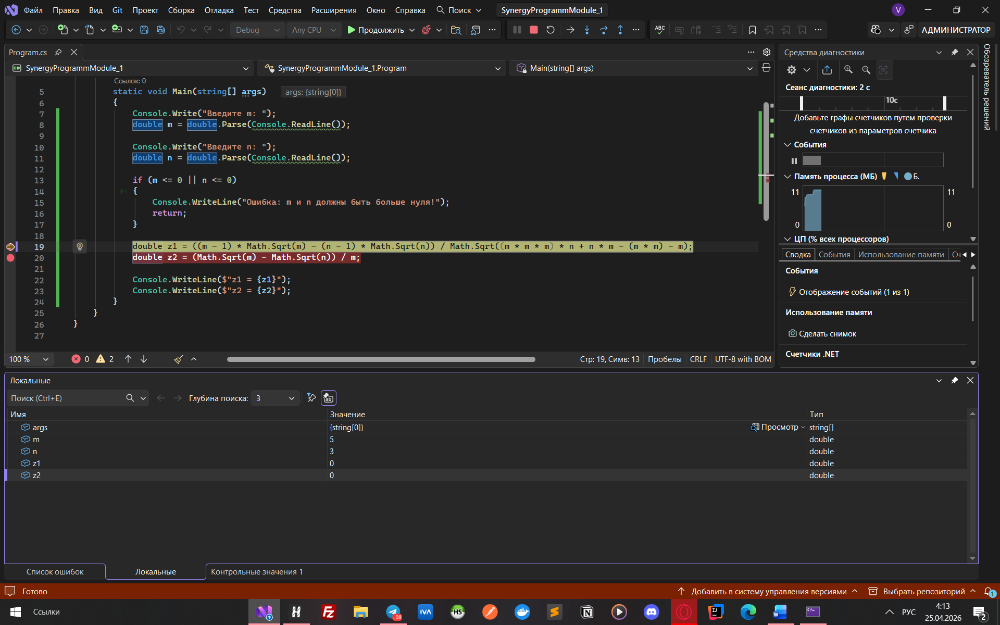 Файл Правка Вид Git Проект Сборка Отладка Тест Средства Расширения Окно Справка Поиск SynergyProgrammModule_1 V
Debug Any CPU Продолжить ABC АДМИНИСТРАТОР
Program.cs
SynergyProgrammModule_1 SynergyProgrammModule_1.Program Main(string[] args)
Ссылок: 0
5 static void Main(string[] args) args: {string[0]}
6 {
7 Console.Write("Введите m: ");
8 double m = double.Parse(Console.ReadLine());
9
10 Console.Write("Введите n: ");
11 double n = double.Parse(Console.ReadLine());
12
13 if (m <= 0 || n <= 0)
14 {
15 Console.WriteLine("Ошибка: m и n должны быть больше нуля!");
16 return;
17 }
18
19 double z1 = ((m - 1) * Math.Sqrt(m) - (n - 1) * Math.Sqrt(n)) / Math.Sqrt((m * m * m) * n + n * m - (m * m) - m);
20 double z2 = (Math.Sqrt(m) - Math.Sqrt(n)) / m;
21
22 Console.WriteLine($"z1 = {z1}");
23 Console.WriteLine($"z2 = {z2}");
24 }
25 }
26 }
27
100 % 0 2 Стр: 19, Симв: 13 Пробелы CRLF UTF-8 with BOM
Средства диагностики
Сеанс диагностики: 2 с
10с
Добавьте графы счетчиков путем проверки
счетчиков из параметров счетчика
События
Память процесса (МБ) Б..
11 11
0 0
ЦП (% всех процессоров)
Сводка События Использование памяти Сч
События
Отображение событий (1 из 1)
Использование памяти
Сделать снимок
Счетчики .NET
Обозреватель решений
Локальные
Поиск (Ctrl+E) Глубина поиска: 3
Имя Значение Тип
args {string[0]} Просмотр string[]
m 5 double
n 3 double
z1 0 double
z2 0 double
Список ошибок Локальные Контрольные значения 1
Готово Добавить в систему управления версиями Выбрать репозиторий 1
Ссылки Fz .08 IVA HS IJ W РУС 4:13
25.04.2026 2